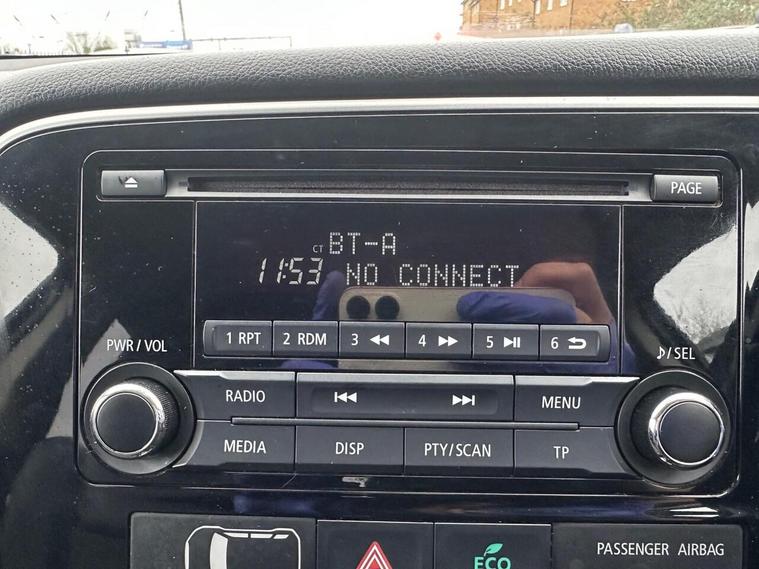 PAGE
CT BT-A
11:53 NO CONNECT
1 RPT 2 RDM 3 4 5 6
PWR/VOL
♪/SEL
RADIO MENU
MEDIA DISP PTY/SCAN TP
ECO PASSENGER AIRBAG